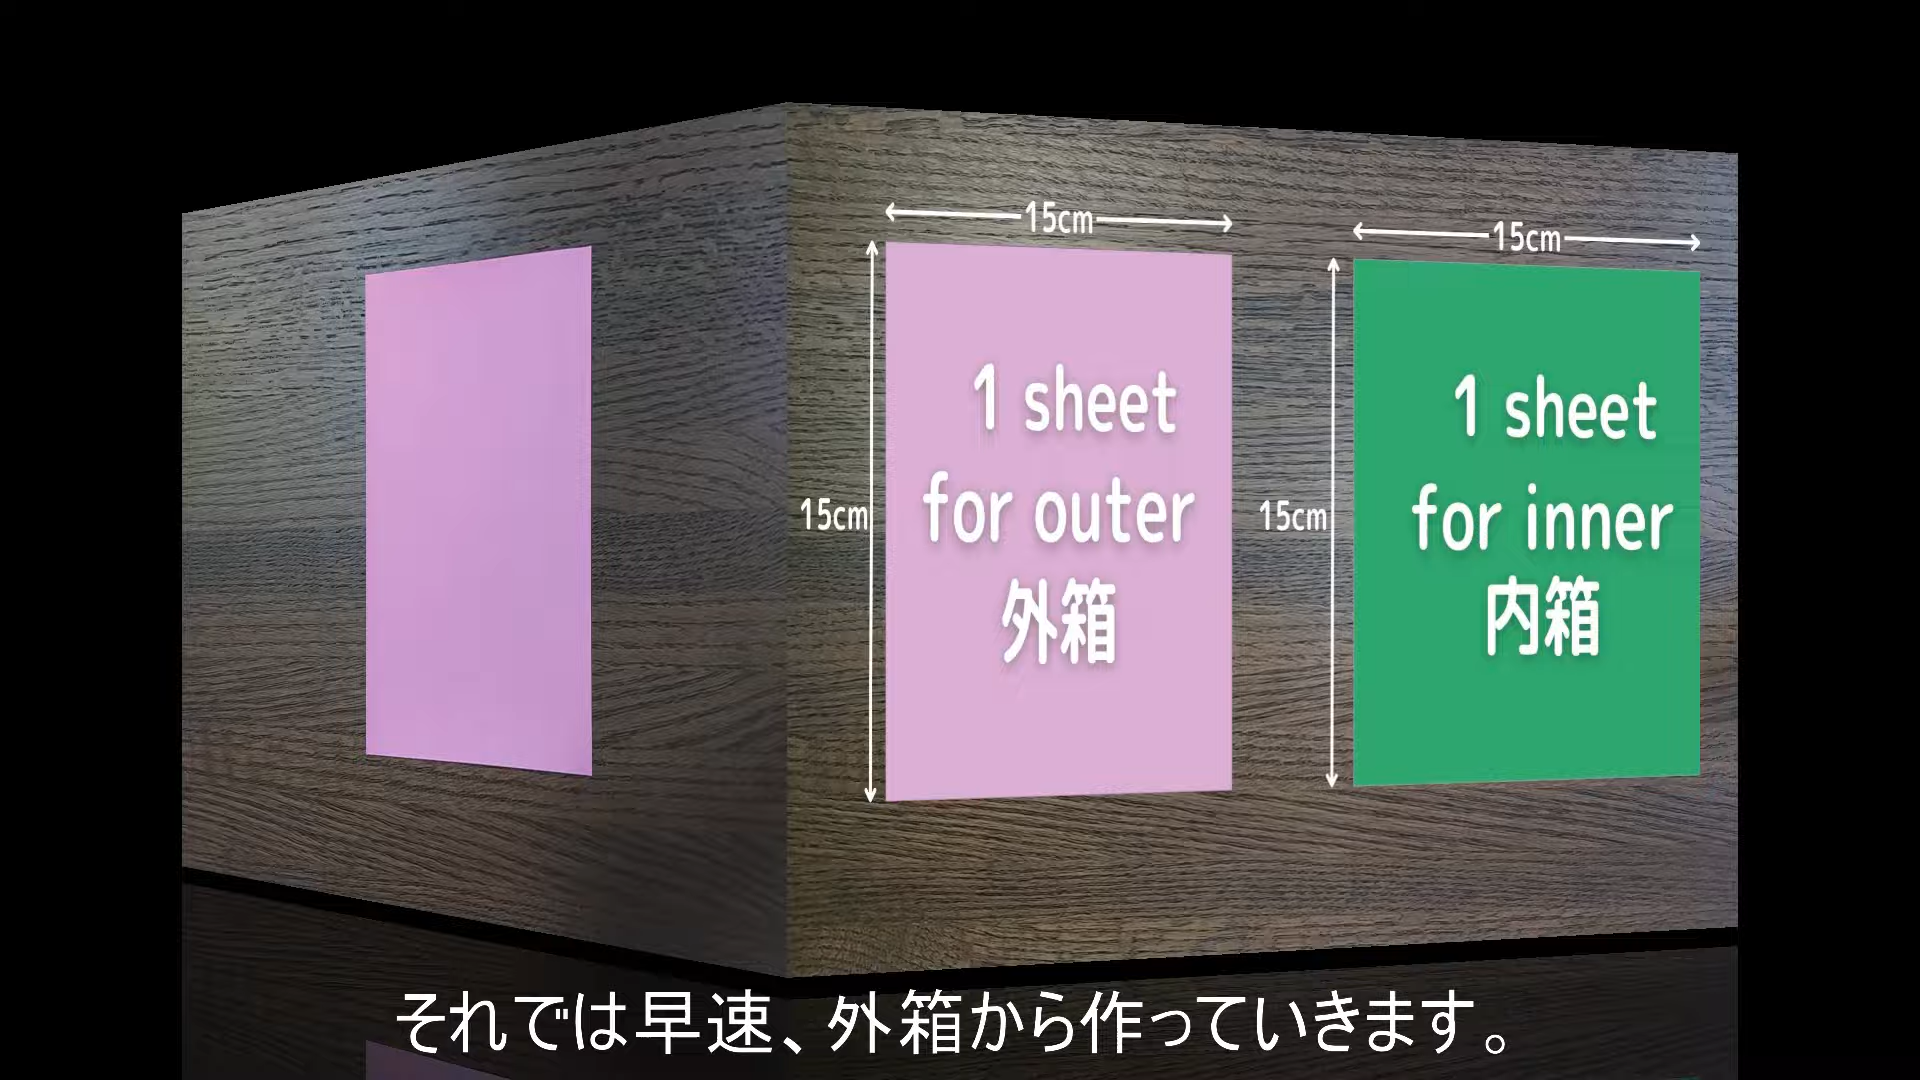 15cm
15cm
1 sheet
for outer
外箱
15cm
15cm
1 sheet
for inner
内箱
それでは早速、外箱から作っていきます。